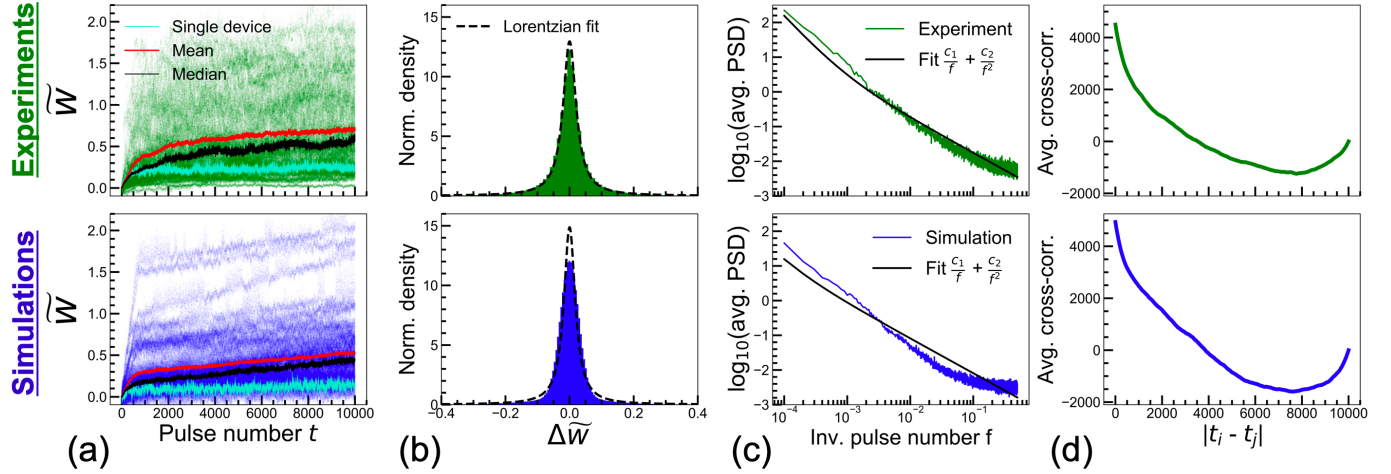 Experiments
W̃
2.0
1.5
1.0
0.5
0.0
Single device
Mean
Median
Norm. density
15
10
5
0
Lorentzian fit
log₁₀(avg. PSD)
2
1
0
−1
−2
−3
Experiment
Fit c₁/f + c₂/f²
Avg. cross-corr.
4000
2000
0
−2000
Simulations
W̃
2.0
1.5
1.0
0.5
0.0
0 2000 4000 6000 8000 10000
(a) Pulse number t
Norm. density
15
10
5
0
−0.4 −0.2 0.0 0.2 0.4
(b) ΔW̃
log₁₀(avg. PSD)
2
1
0
−1
−2
−3
Simulation
Fit c₁/f + c₂/f²
10⁻⁴ 10⁻³ 10⁻² 10⁻¹
(c) Inv. pulse number f
Avg. cross-corr.
4000
2000
0
−2000
0 2000 4000 6000 8000 10000
(d) |tᵢ - tⱼ|